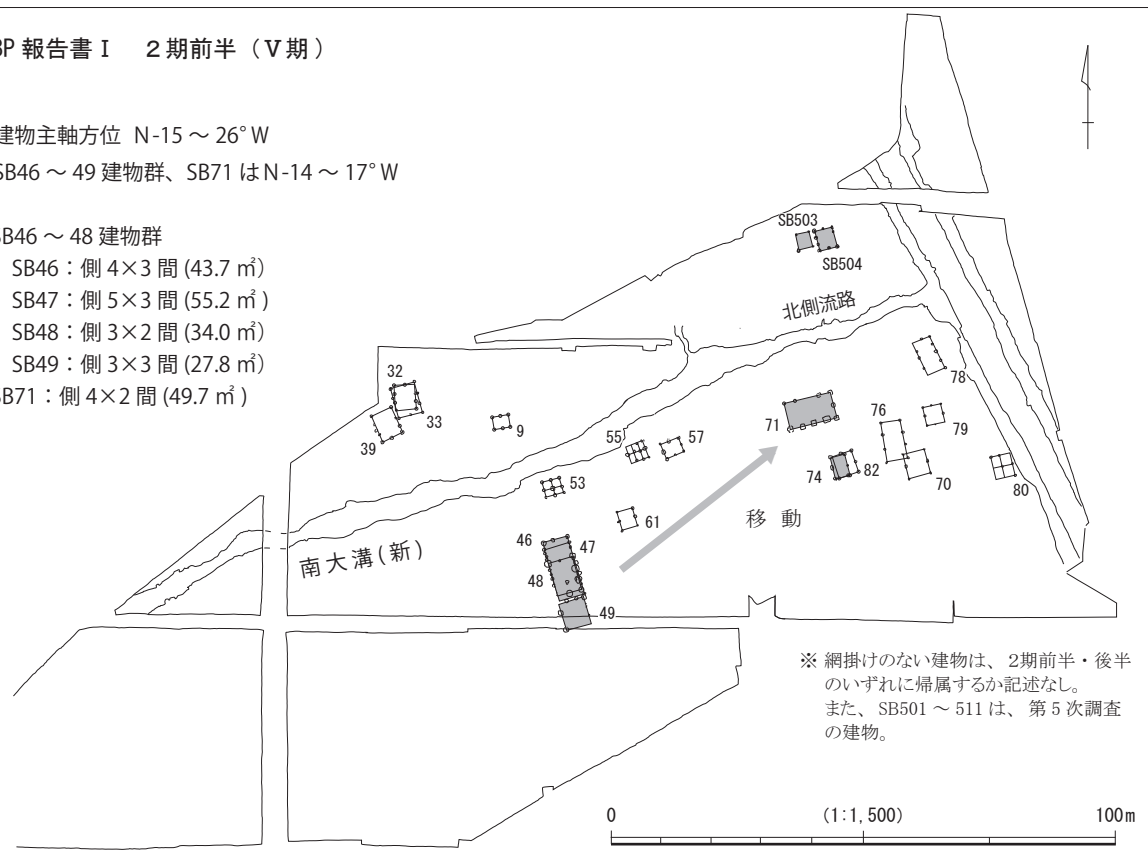 BP 報告書 I　２期前半（Ⅴ期）
建物主軸方位 N-15 ～ 26° W
SB46 ～ 49 建物群、SB71 は N-14 ～ 17° W
SB46 ～ 48 建物群
SB46：側 4×3 間 (43.7 ㎡)
SB47：側 5×3 間 (55.2 ㎡)
SB48：側 3×2 間 (34.0 ㎡)
SB49：側 3×3 間 (27.8 ㎡)
SB71：側 4×2 間 (49.7 ㎡)
SB503
SB504
北側流路
78
32
33
39
9
71
76
79
55
57
74
82
70
80
53
61
移 動
46
47
南大溝(新)
48
49
※ 網掛けのない建物は、2期前半・後半
のいずれに帰属するか記述なし。
また、SB501 ～ 511 は、第 5 次調査
の建物。
0
(1:1,500)
100m